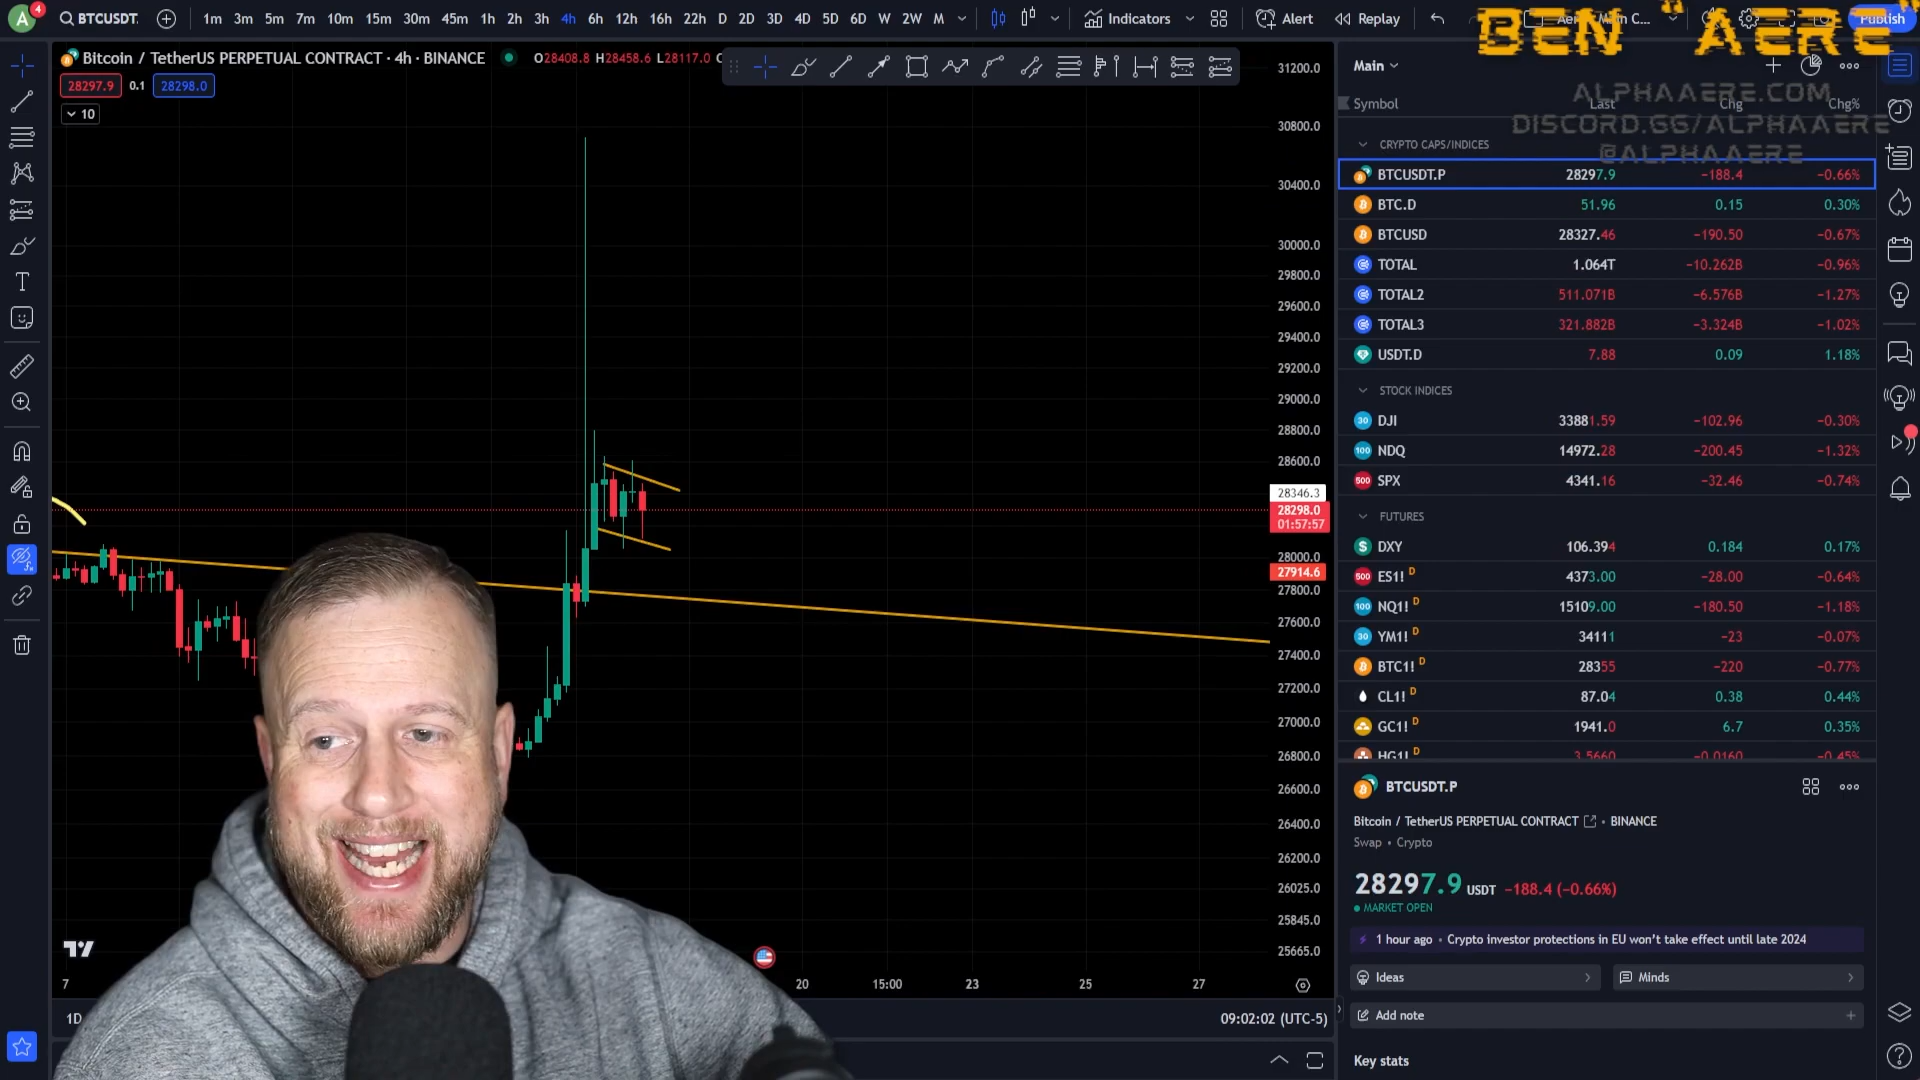 A 4 BTCUSDT. 1m 3m 5m 7m 10m 15m 30m 45m 1h 2h 3h 4h 6h 12h 16h 22h D 2D 3D 4D 5D 6D W 2W M Indicators Alert Replay Publish
BEN "AERE"
Bitcoin / TetherUS PERPETUAL CONTRACT · 4h · BINANCE O28408.8 H28458.6 L28117.0 C
28297.9 0.1 28298.0
10
31200.0
30800.0
30400.0
30000.0
29800.0
29600.0
29400.0
29200.0
29000.0
28800.0
28600.0
28346.3
28298.0
01:57:57
28000.0
27914.6
27800.0
27600.0
27400.0
27200.0
27000.0
26800.0
26600.0
26400.0
26200.0
26025.0
25845.0
25665.0
7 20 15:00 23 25 27
1D 09:02:02 (UTC-5)
Main
ALPHAAERE.COM
DISCORD.GG/ALPHAAERE
@ALPHAAERE
Symbol Last Chg Chg%
CRYPTO CAPS/INDICES
BTCUSDT.P 28297.9 −188.4 −0.66%
BTC.D 51.96 0.15 0.30%
BTCUSD 28327.46 −190.50 −0.67%
TOTAL 1.064T −10.262B −0.96%
TOTAL2 511.071B −6.576B −1.27%
TOTAL3 321.882B −3.324B −1.02%
USDT.D 7.88 0.09 1.18%
STOCK INDICES
30 DJI 33881.59 −102.96 −0.30%
100 NDQ 14972.28 −200.45 −1.32%
500 SPX 4341.16 −32.46 −0.74%
FUTURES
$ DXY 106.394 0.184 0.17%
500 ES1! D 4373.00 −28.00 −0.64%
100 NQ1! D 15109.00 −180.50 −1.18%
30 YM1! D 34111 −23 −0.07%
BTC1! D 28355 −220 −0.77%
CL1! D 87.04 0.38 0.44%
GC1! D 1941.0 6.7 0.35%
HG1! D 3.5660 −0.0160 −0.45%
BTCUSDT.P
Bitcoin / TetherUS PERPETUAL CONTRACT • BINANCE
Swap • Crypto
28297.9 USDT −188.4 (−0.66%)
MARKET OPEN
1 hour ago • Crypto investor protections in EU won't take effect until late 2024
Ideas Minds
Add note
Key stats